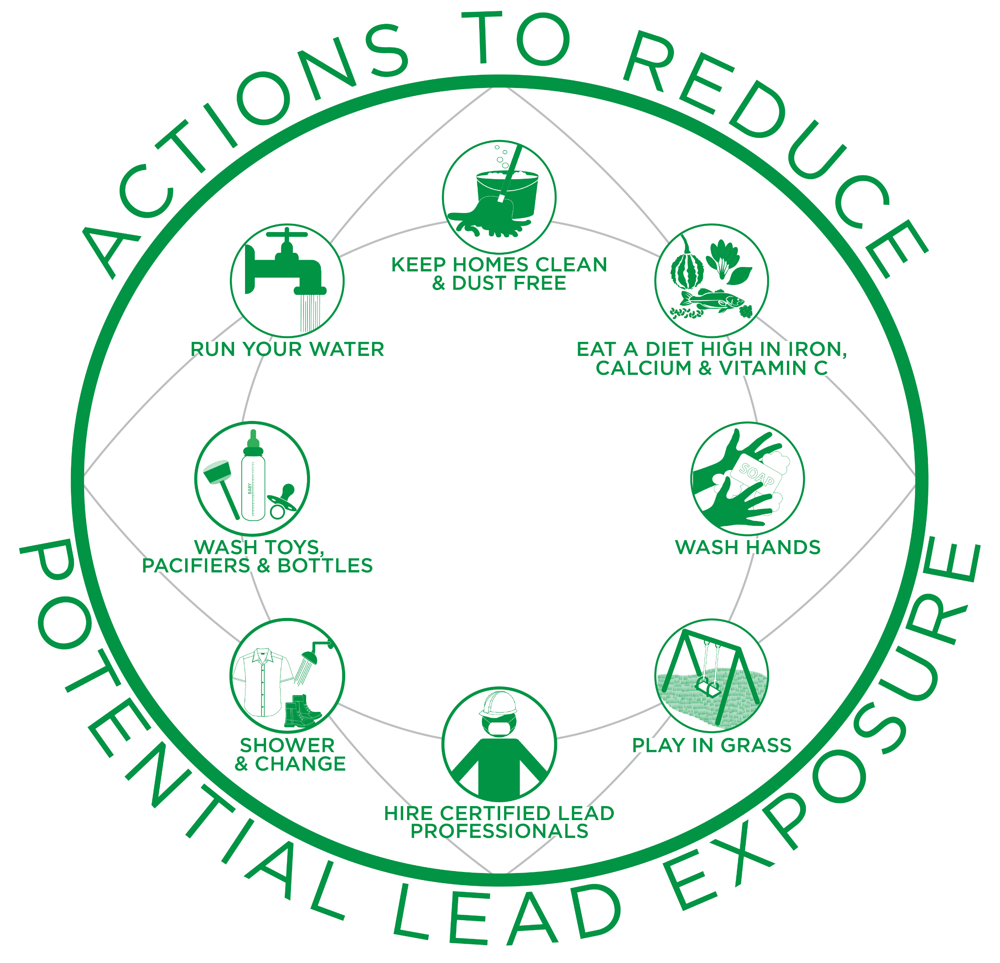 ACTIONS TO REDUCE
POTENTIAL LEAD EXPOSURE
KEEP HOMES CLEAN
& DUST FREE
RUN YOUR WATER
EAT A DIET HIGH IN IRON,
CALCIUM & VITAMIN C
BABY
WASH TOYS,
PACIFIERS & BOTTLES
SOAP
WASH HANDS
SHOWER
& CHANGE
PLAY IN GRASS
HIRE CERTIFIED LEAD
PROFESSIONALS